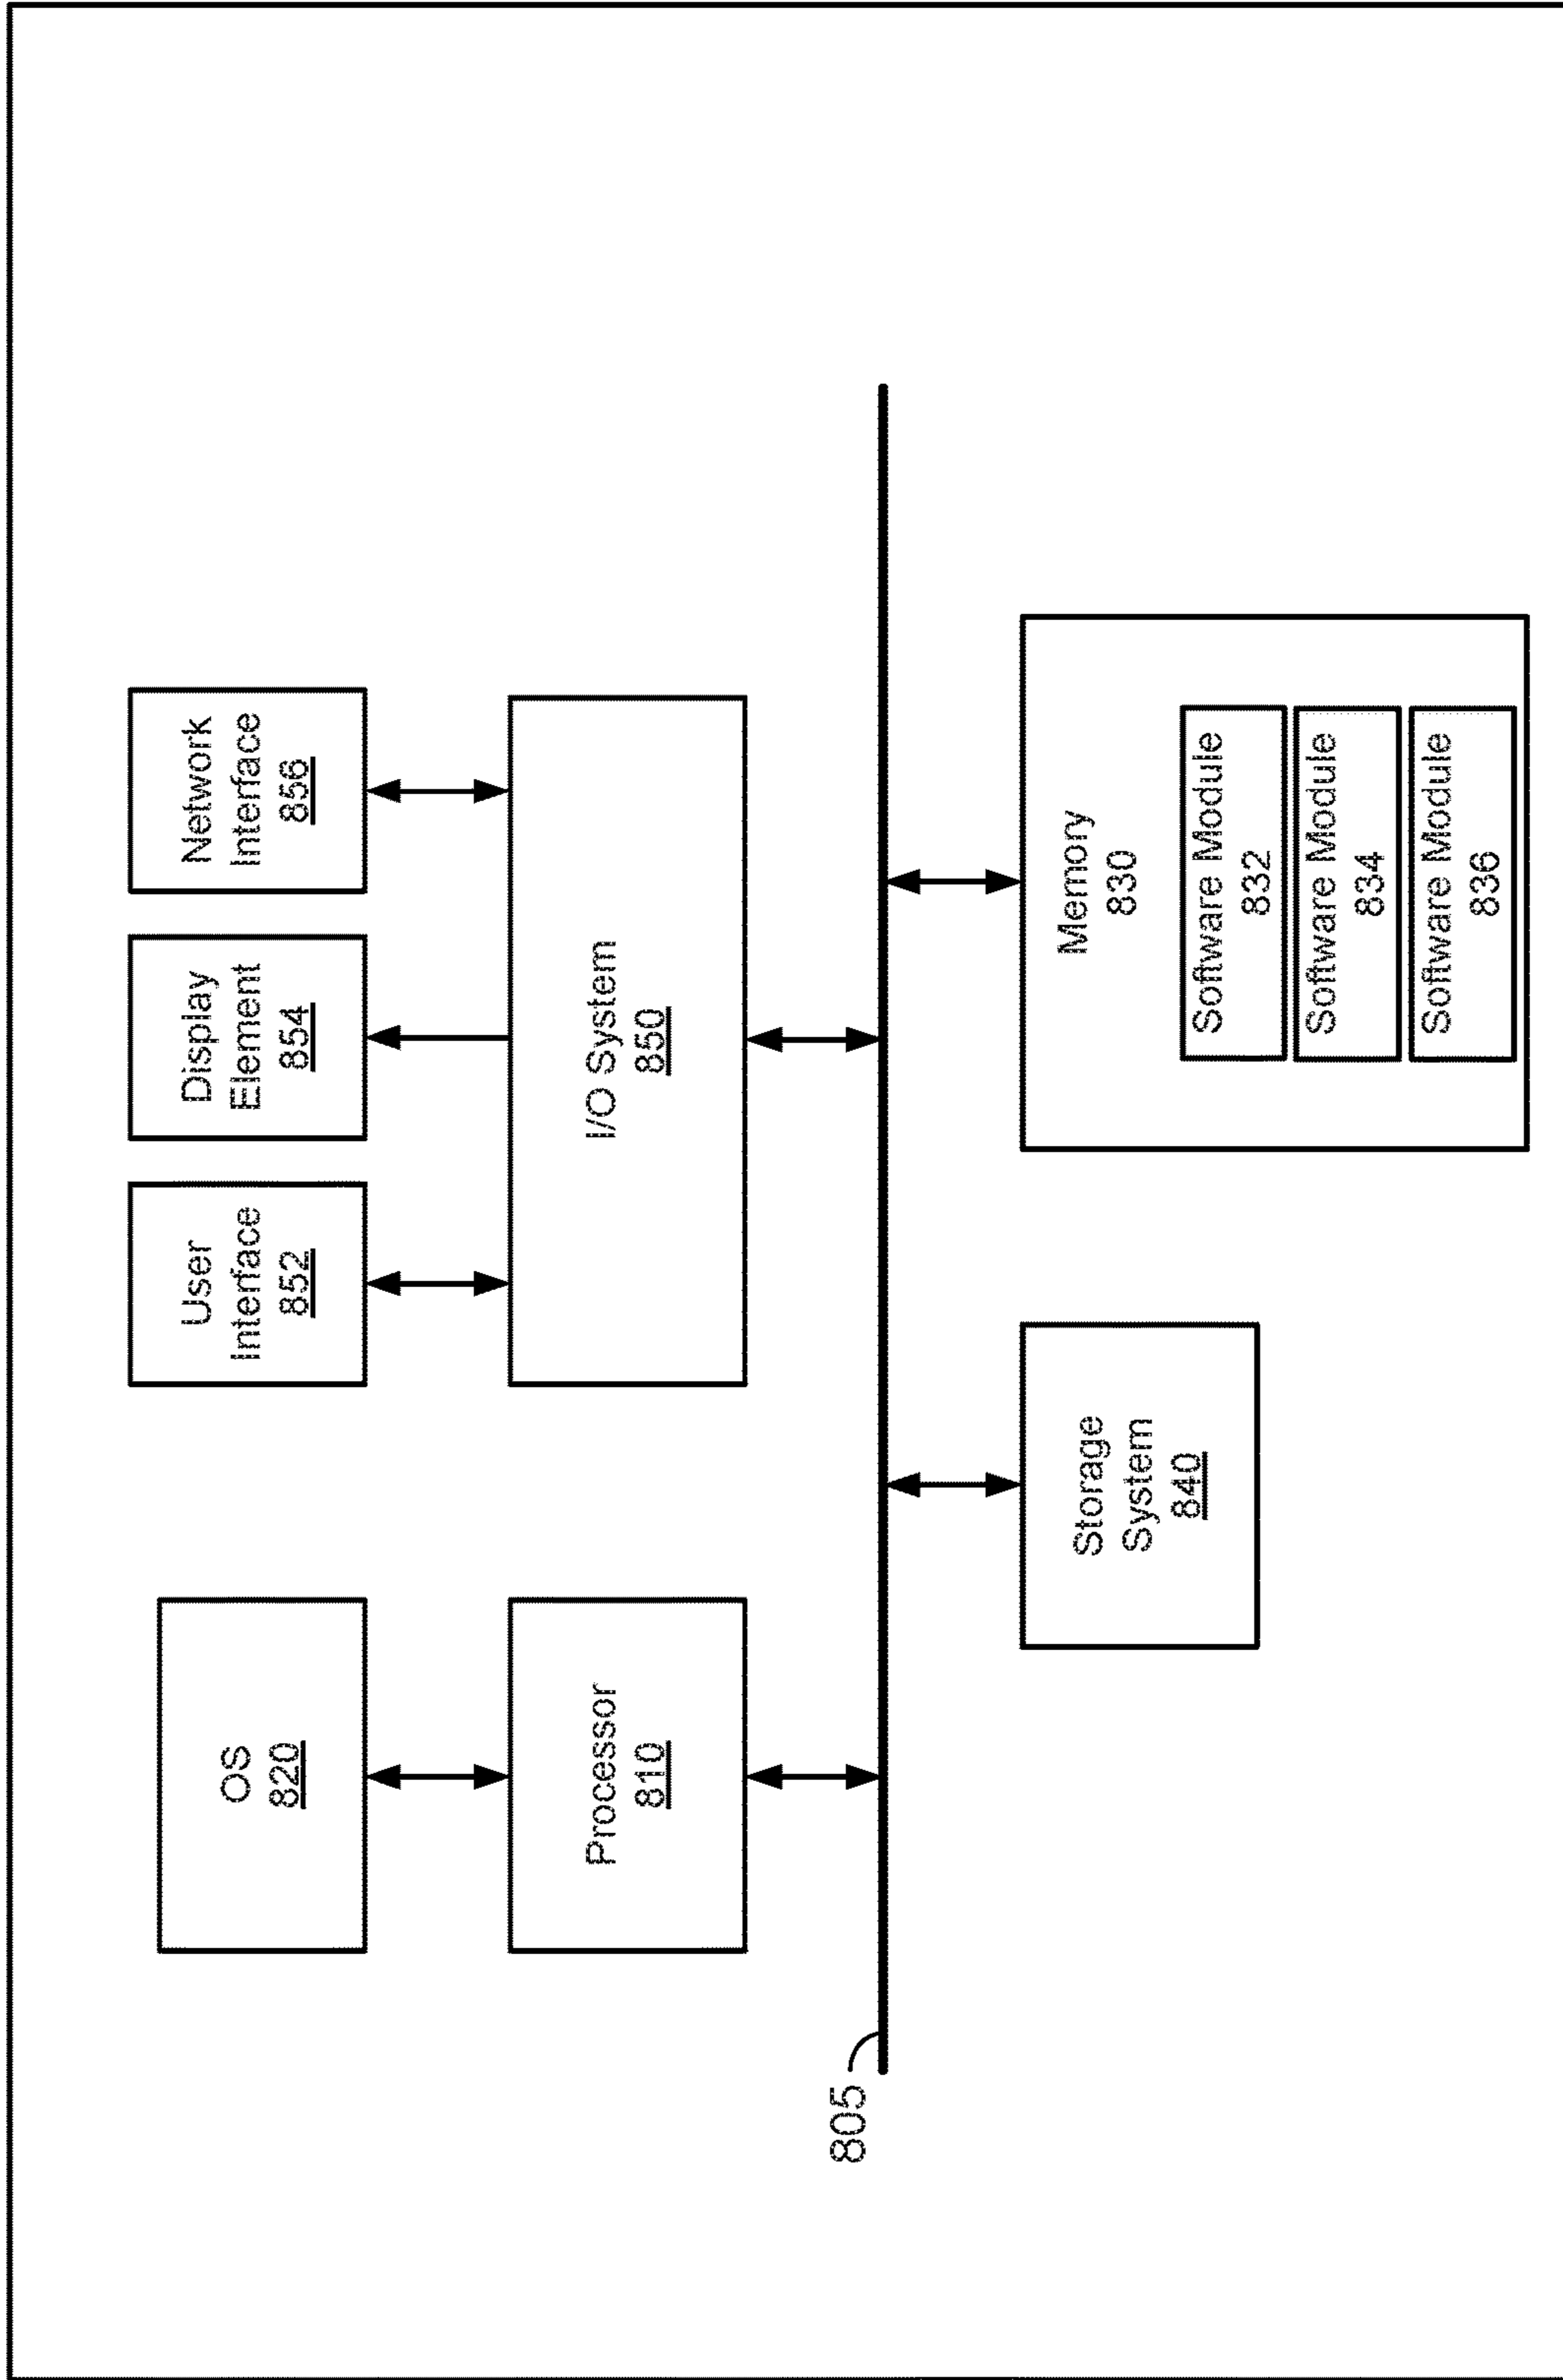 OS
820
User
Interface
852
Display
Element
854
Network
Interface
856
Processor
810
I/O System
850
805
Storage
System
840
Memory
830
Software Module
832
Software Module
834
Software Module
836